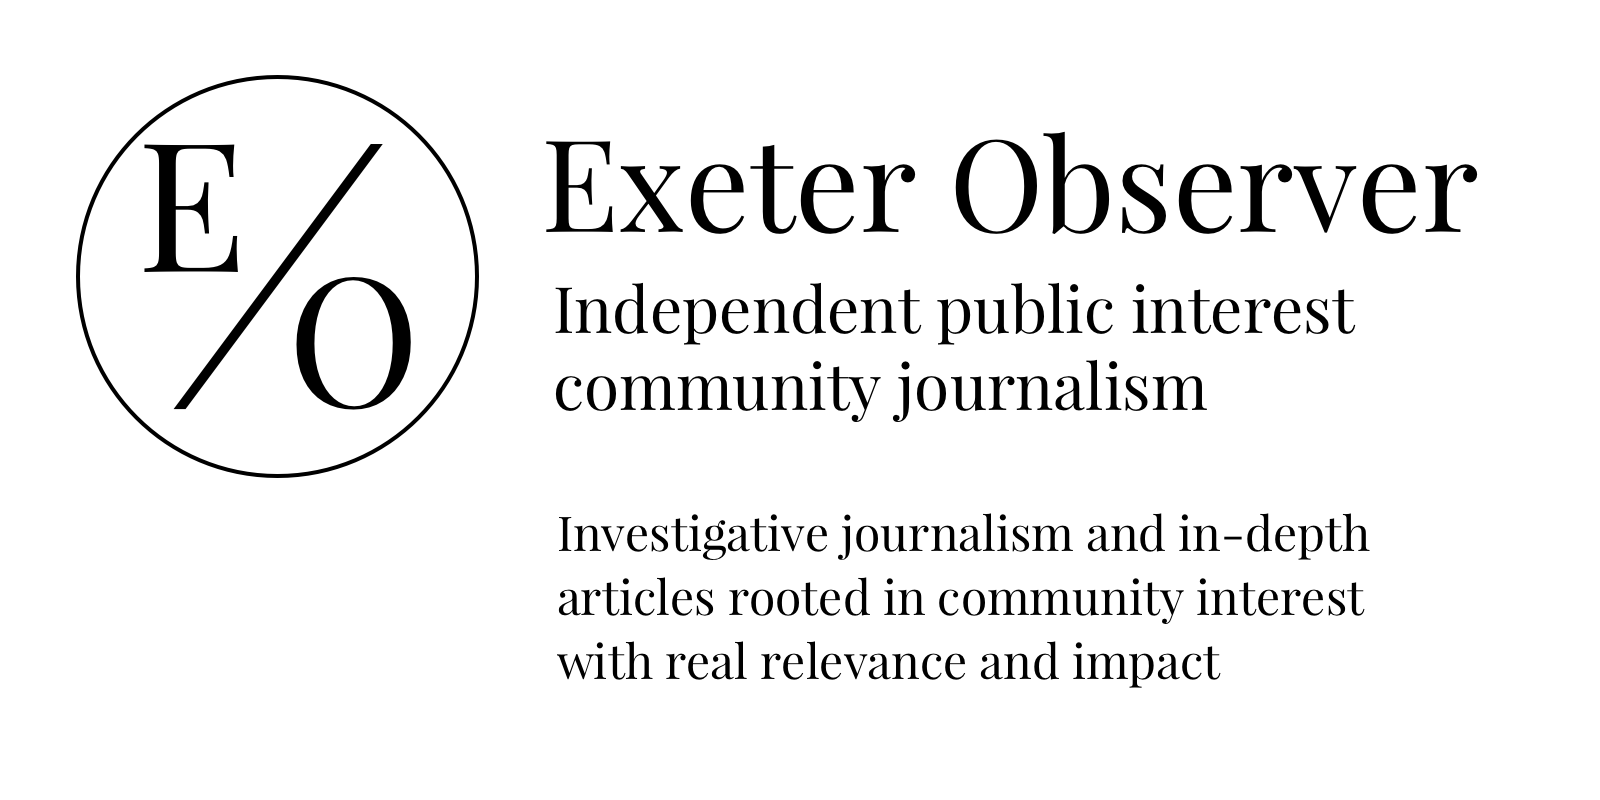 E/O
Exeter Observer
Independent public interest
community journalism
Investigative journalism and in-depth
articles rooted in community interest
with real relevance and impact